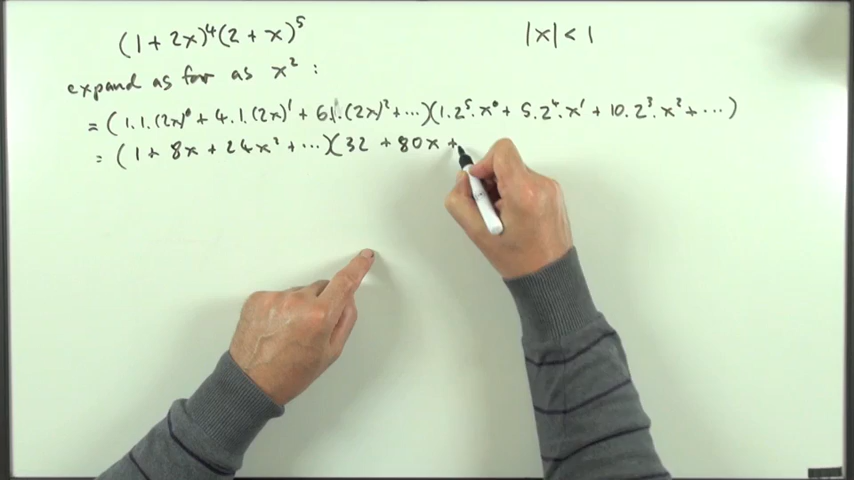 (1 + 2x)⁴(2 + x)⁵ |x| < 1
expand as far as x² :
= (1.1.(2x)⁰ + 4.1.(2x)¹ + 6.1.(2x)² + ...)(1.2⁵.x⁰ + 5.2⁴.x¹ + 10.2³.x² + ...)
= (1 + 8x + 24x² + ...)(32 + 80x +